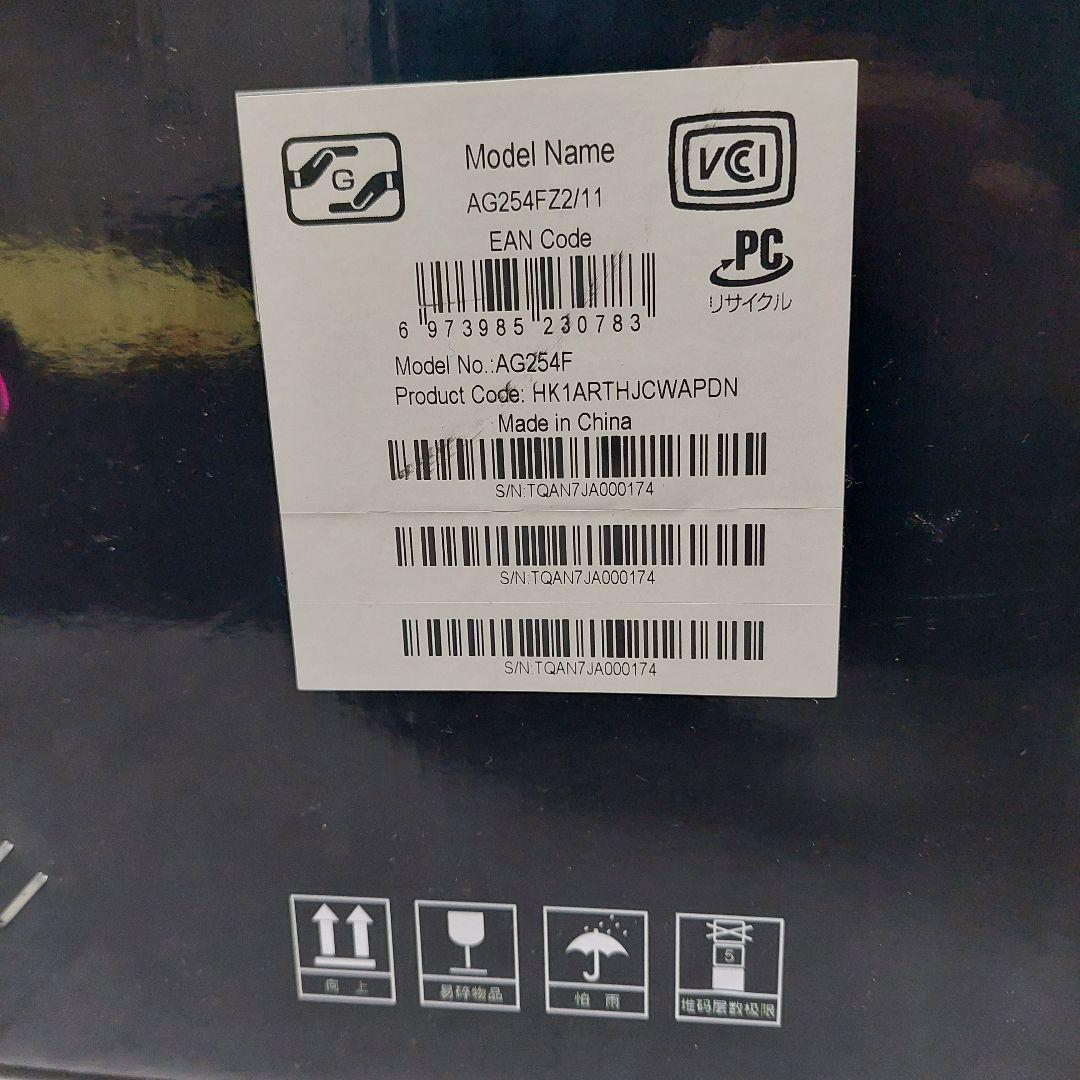 G
Model Name
VCCI
AG254FZ2/11
EAN Code
PC
リサイクル
6 973985 230783
Model No.:AG254F
Product Code: HK1ARTHJCWAPDN
Made in China
S/N:TQAN7JA000174
S/N:TQAN7JA000174
S/N:TQAN7JA000174
5
向 上
易碎物品
怕 雨
堆码层数极限